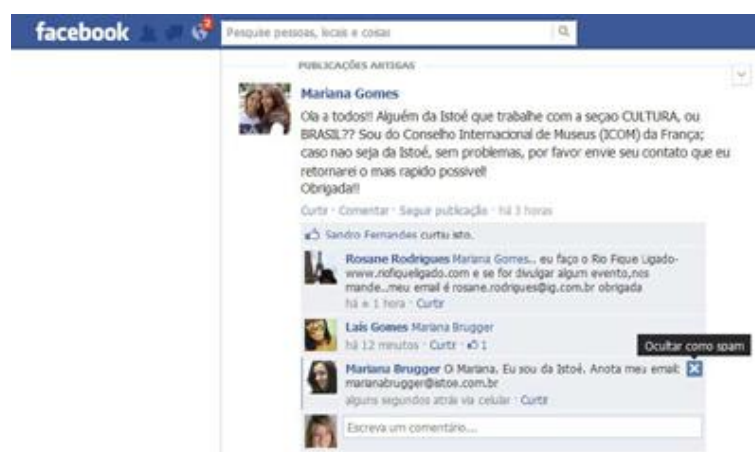 facebook
2
Pesquise pessoas, locais e coisas
PUBLICAÇÕES ANTIGAS
Mariana Gomes
Ola a todos!! Alguém da Istoé que trabalhe com a seçao CULTURA, ou
BRASIL?? Sou do Conselho Internacional de Museus (ICOM) da França;
caso nao seja da Istoé, sem problemas, por favor envie seu contato que eu
retornarei o mais rapido possivel!
Obrigada!!
Curtir · Comentar · Seguir publicação · há 3 horas
Sandro Fernandes curtiu isto.
Rosane Rodrigues Mariana Gomes.. eu faço o Rio Fique Ligado-
www.riofiqueligado.com e se for divulgar algum evento,nos
mande..meu email é rosane.rodrigues@ig.com.br obrigada
há ± 1 hora · Curtir
Laís Gomes Mariana Brugger
há 12 minutos · Curtir · 1
Ocultar como spam
Mariana Brugger O Mariana. Eu sou da Istoé. Anota meu email:
marianabrugger@istoe.com.br
alguns segundos atrás via celular · Curtir
Escreva um comentário...